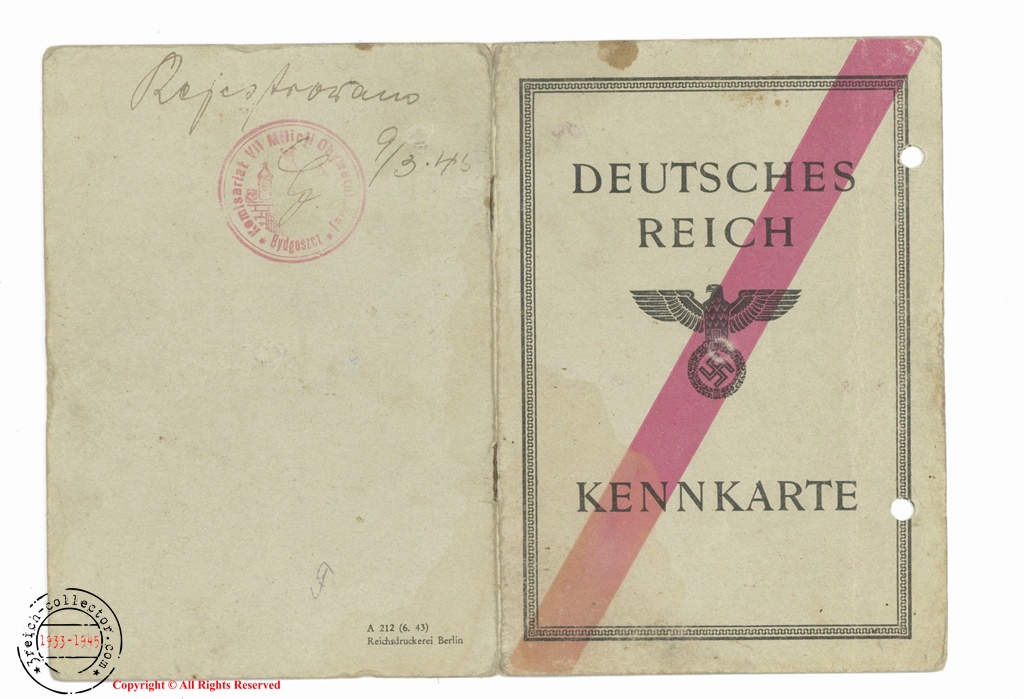 Rejestrowano
9/3.45
Komisariat VII Milicji
Bydgoszcz
F
A 212 (6. 43)
Reichsdruckerei Berlin
DEUTSCHES
REICH
KENNKARTE
3reich-collector.com
1933-1945
Copyright © All Rights Reserved